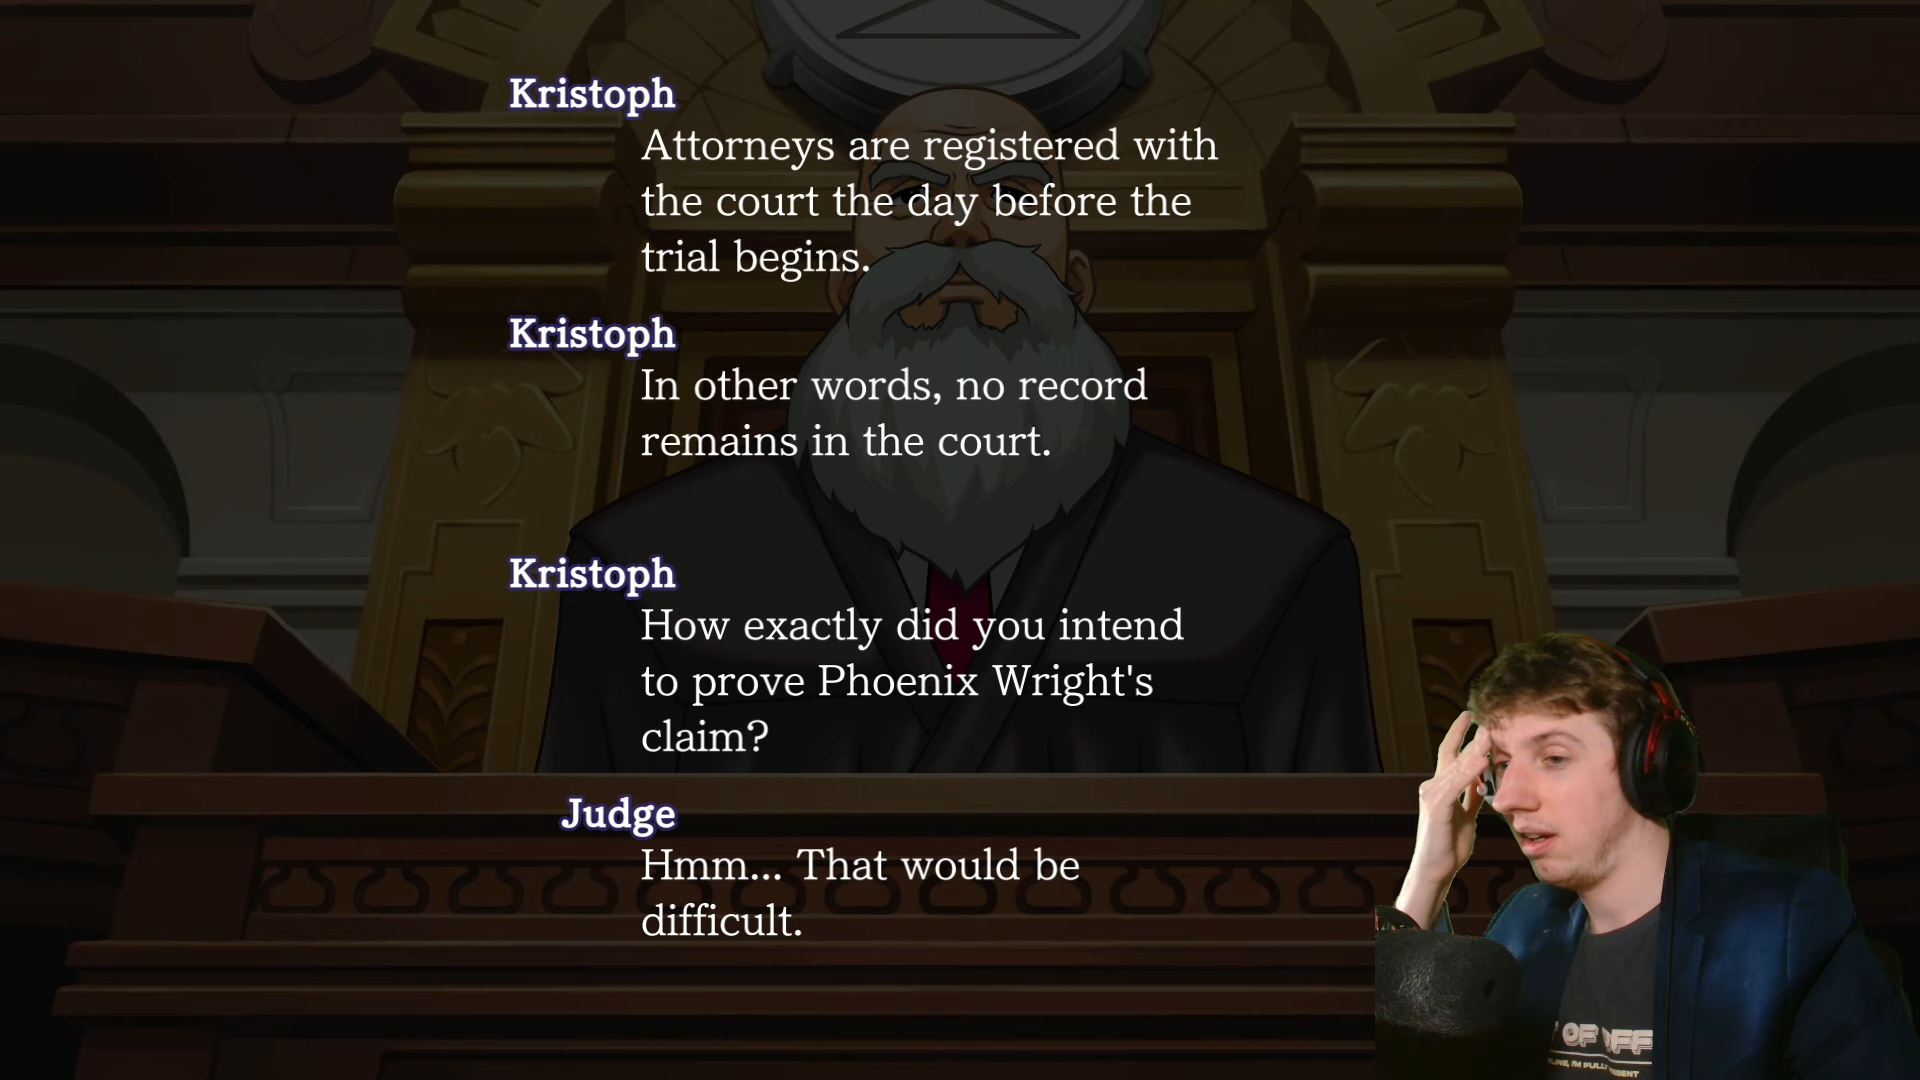 Kristoph
Attorneys are registered with
the court the day before the
trial begins.
Kristoph
In other words, no record
remains in the court.
Kristoph
How exactly did you intend
to prove Phoenix Wright's
claim?
Judge
Hmm... That would be
difficult.
OF OFF